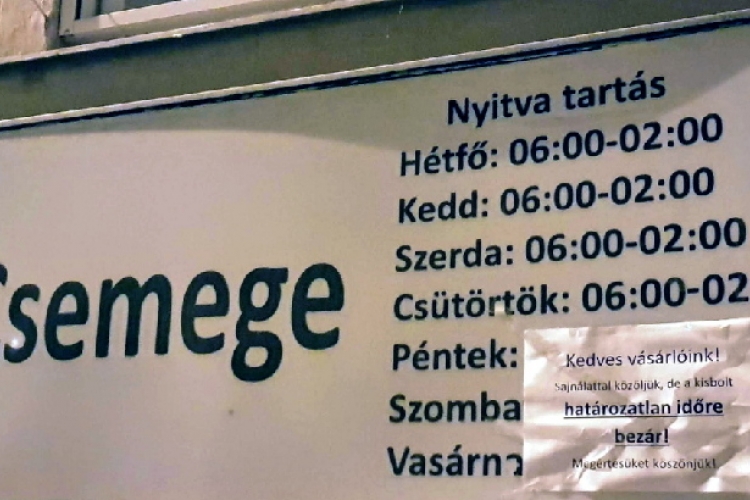 Csemege
Nyitva tartás
Hétfő: 06:00-02:00
Kedd: 06:00-02:00
Szerda: 06:00-02:00
Csütörtök: 06:00-02
Péntek:
Szomba
Vasárna
Kedves vásárlóink!
Sajnálattal közöljük, de a kisbolt
határozatlan időre
bezár!
Megértésüket köszönjük!